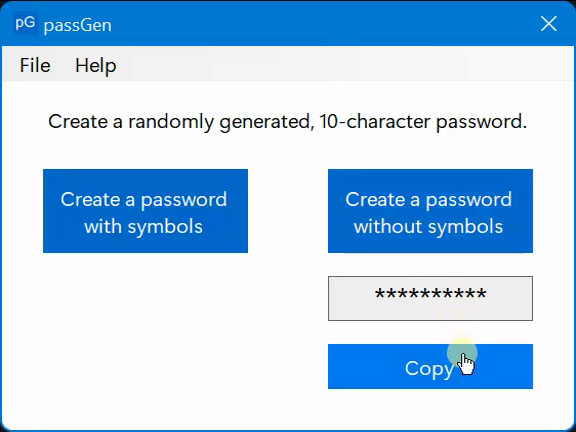 pG passGen
File Help
Create a randomly generated, 10-character password.
Create a password
with symbols
Create a password
without symbols
**********
Copy